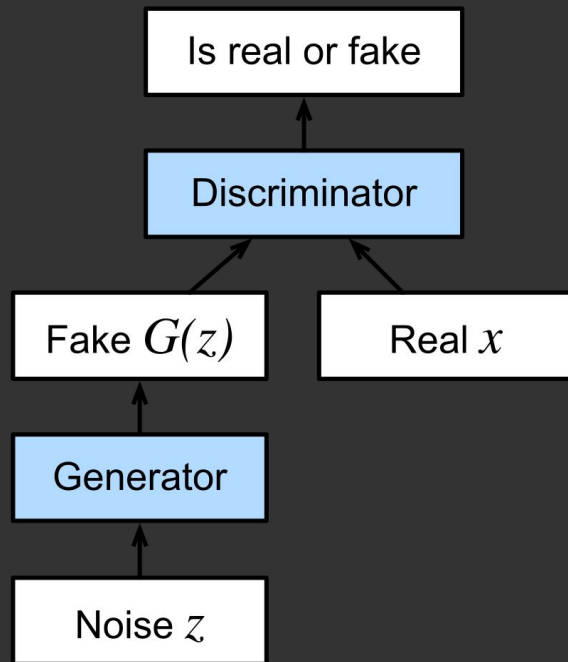 Is real or fake
Discriminator
Fake G(z)
Real x
Generator
Noise z